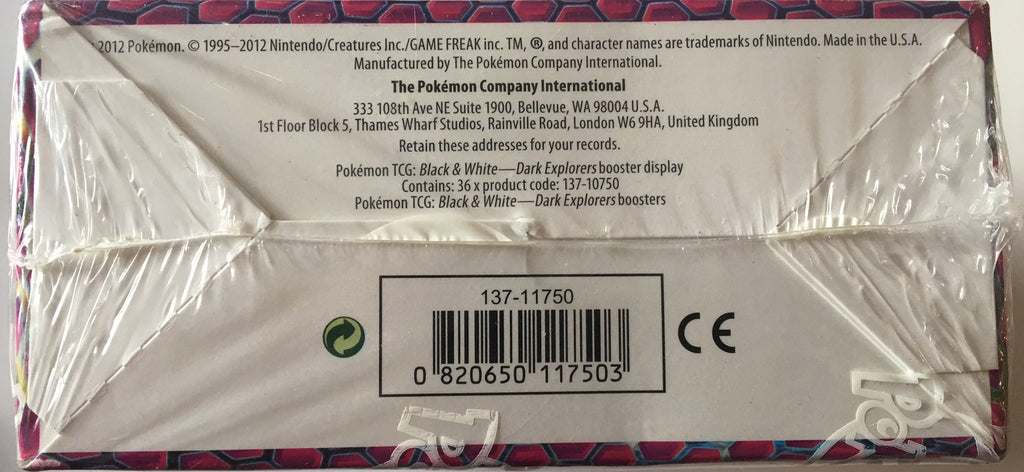 2012 Pokémon. © 1995–2012 Nintendo/Creatures Inc./GAME FREAK inc. TM, ®, and character names are trademarks of Nintendo. Made in the U.S.A.
Manufactured by The Pokémon Company International.
The Pokémon Company International
333 108th Ave NE Suite 1900, Bellevue, WA 98004 U.S.A.
1st Floor Block 5, Thames Wharf Studios, Rainville Road, London W6 9HA, United Kingdom
Retain these addresses for your records.
Pokémon TCG: Black & White—Dark Explorers booster display
Contains: 36 x product code: 137-10750
Pokémon TCG: Black & White—Dark Explorers boosters
137-11750
0 820650 117503
CE